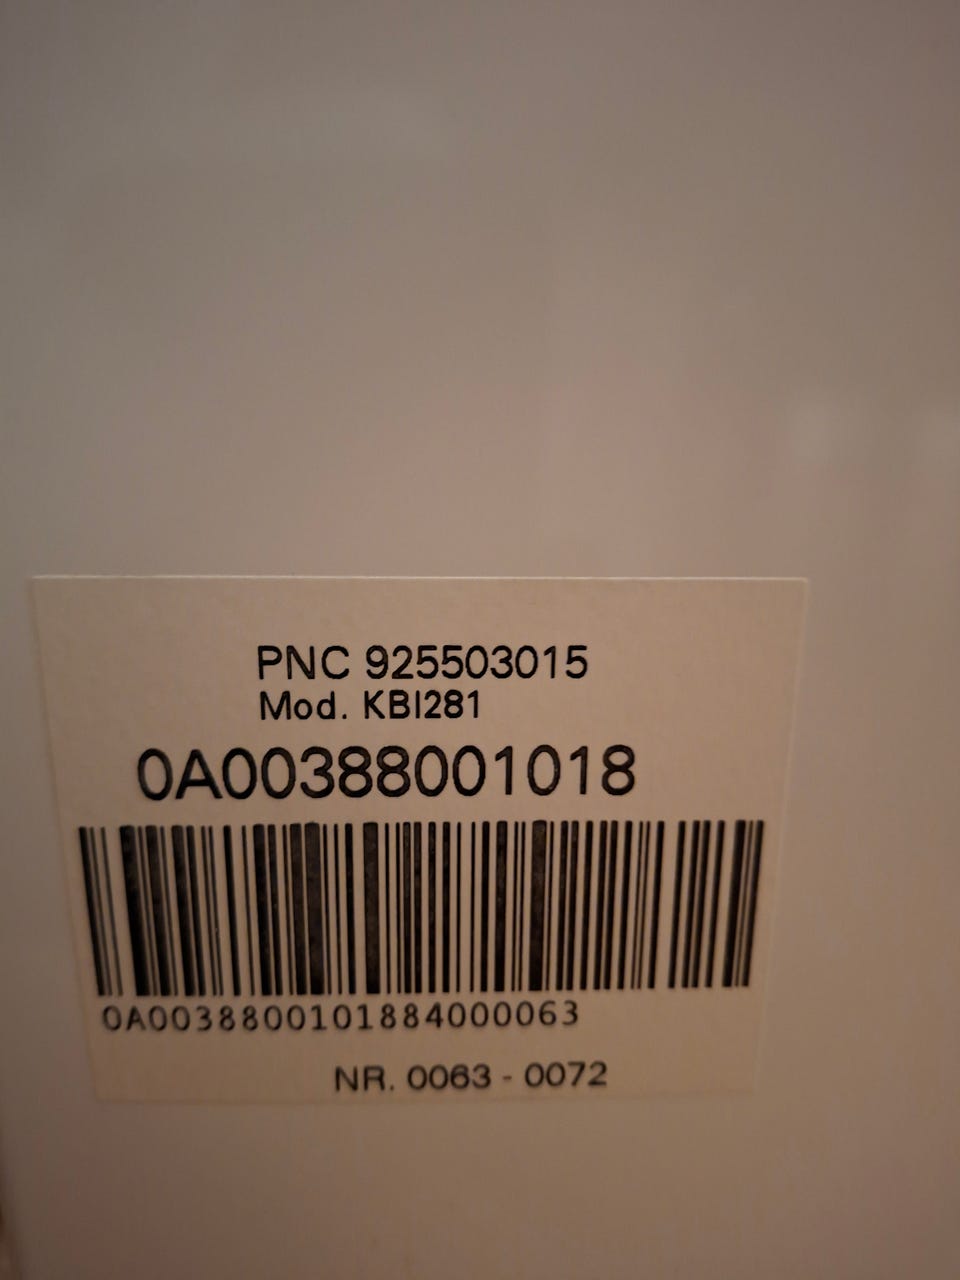 PNC 925503015
Mod. KBI281
0A00388001018
0A0038800101884000063
NR. 0063 - 0072